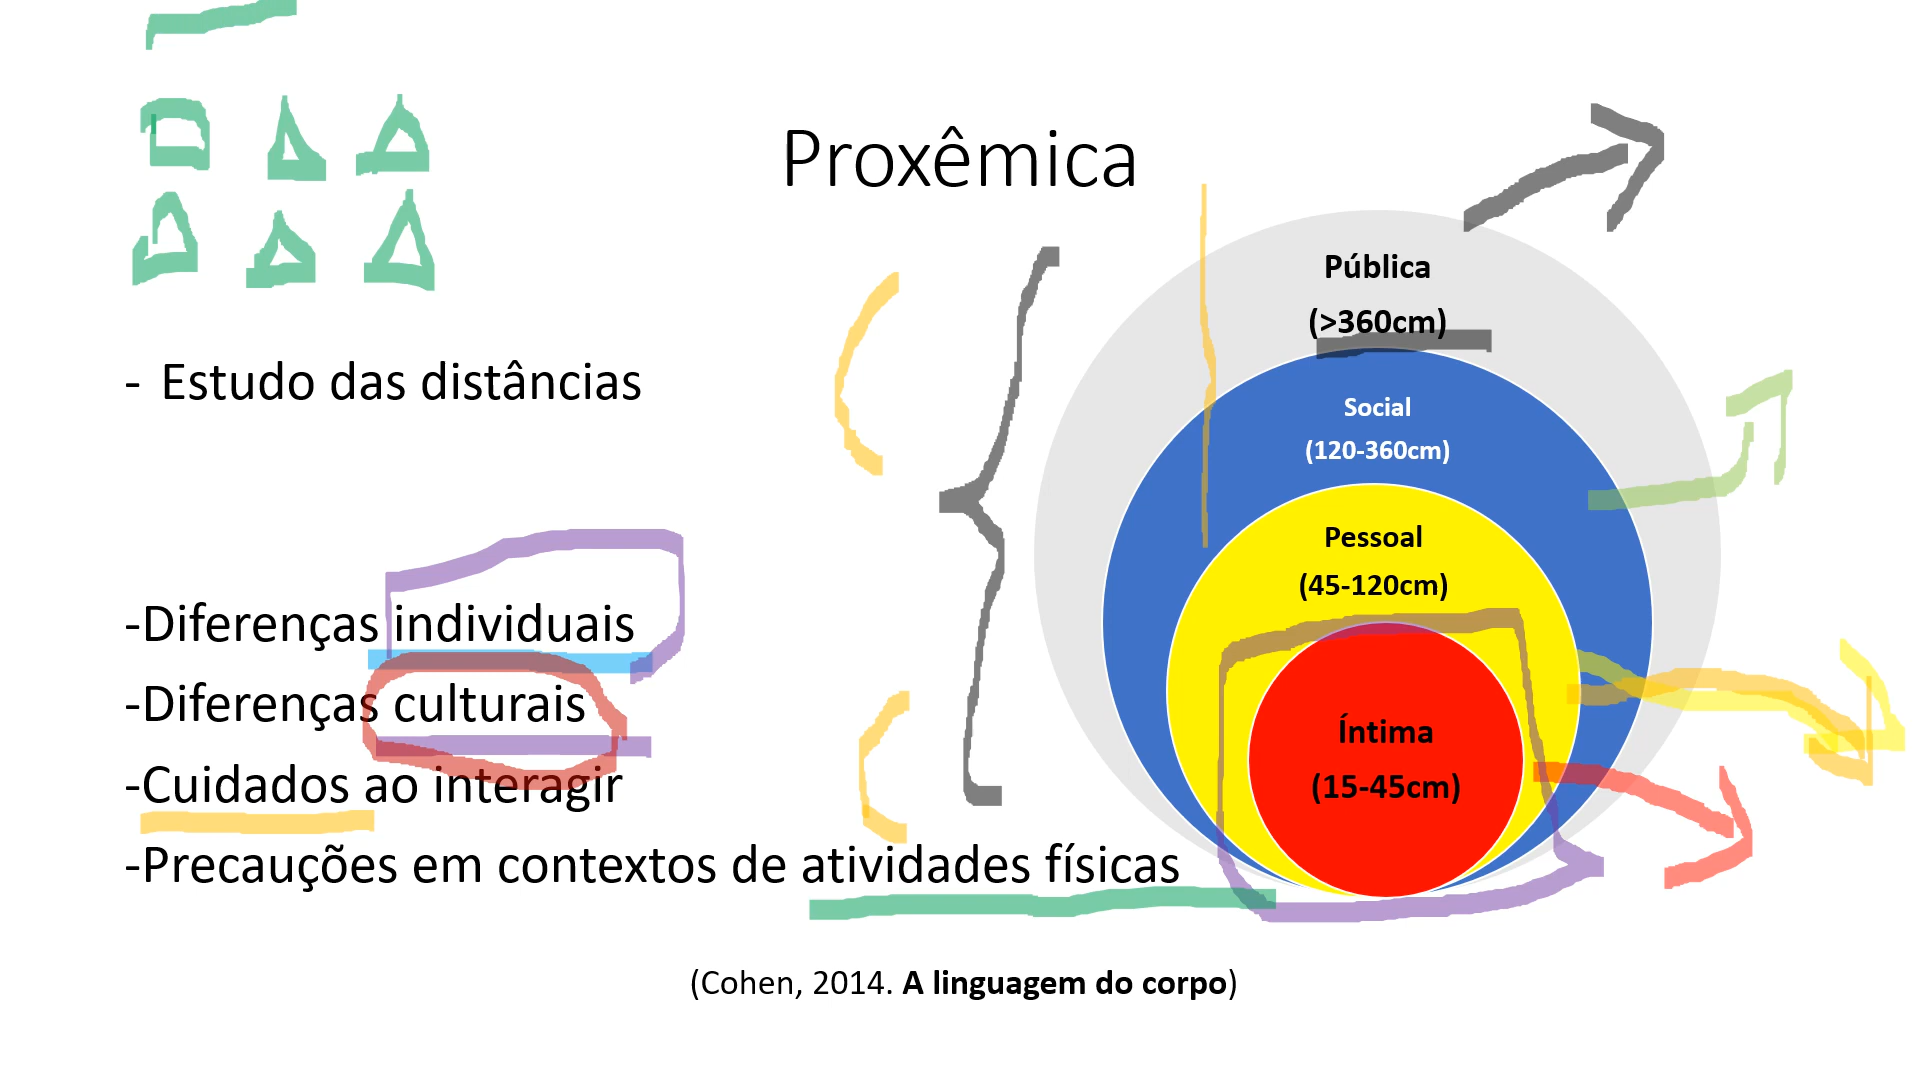 Proxêmica
- Estudo das distâncias
-Diferenças individuais
-Diferenças culturais
-Cuidados ao interagir
-Precauções em contextos de atividades físicas
Pública
(>360cm)
Social
(120-360cm)
Pessoal
(45-120cm)
Íntima
(15-45cm)
(Cohen, 2014. A linguagem do corpo)